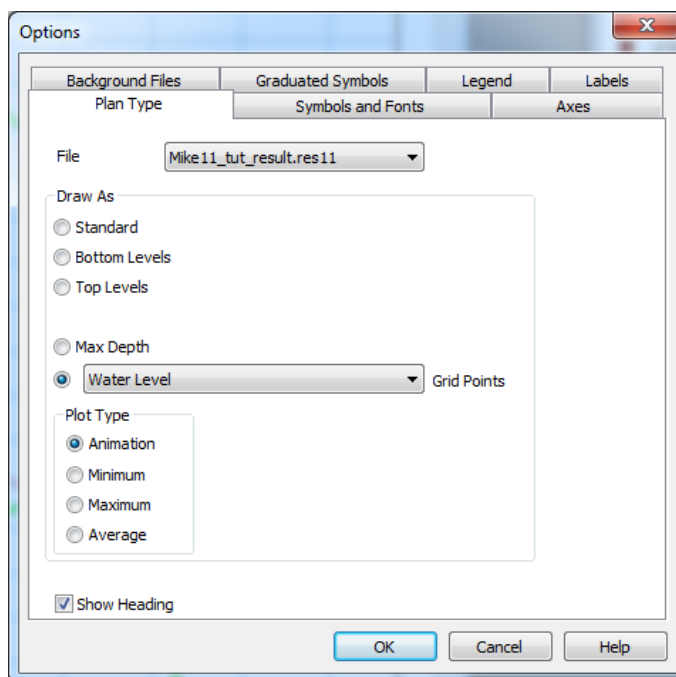 Options
Background Files Graduated Symbols Legend Labels
Plan Type Symbols and Fonts Axes
File Mike11_tut_result.res11
Draw As
Standard
Bottom Levels
Top Levels
Max Depth
Water Level Grid Points
Plot Type
Animation
Minimum
Maximum
Average
Show Heading
OK Cancel Help